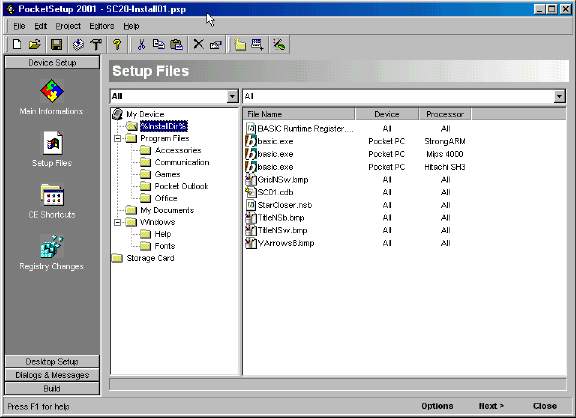 PocketSetup 2001 - SC20-Install01.psp
File Edit Project Editors Help
Device Setup
Main Informations
Setup Files
CE Shortcuts
Registry Changes
Desktop Setup
Dialogs & Messages
Build
Setup Files
All
All
My Device
%InstallDir%
Program Files
Accessories
Communication
Games
Pocket Outlook
Office
My Documents
Windows
Help
Fonts
Storage Card
File Name Device Processor
BASIC Runtime Register.... All All
basic.exe Pocket PC StrongARM
basic.exe Pocket PC Mips 4000
basic.exe Pocket PC Hitachi SH3
GridNSw.bmp All All
SC01.cdb All All
StarCloser.nsb All All
TitleNSb.bmp All All
TitleNSw.bmp All All
VArrows8.bmp All All
Press F1 for help
Options Next > Close